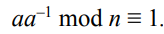 aa⁻¹ mod n ≡ 1.